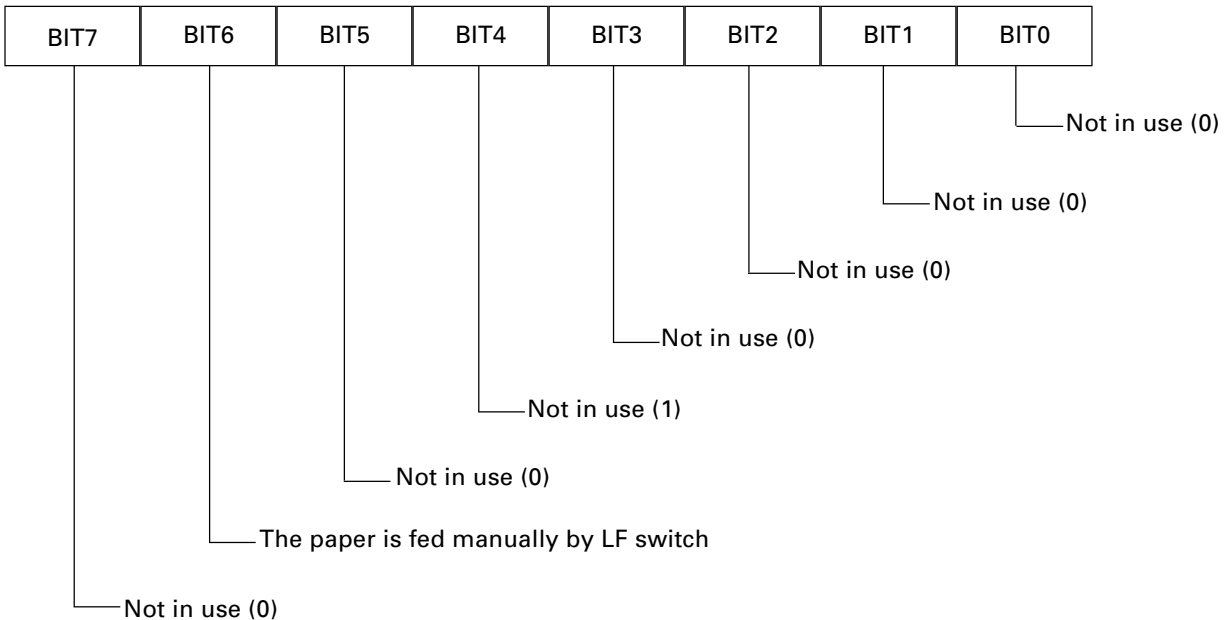 BIT7 BIT6 BIT5 BIT4 BIT3 BIT2 BIT1 BIT0
Not in use (0)
Not in use (0)
Not in use (0)
Not in use (0)
Not in use (1)
Not in use (0)
The paper is fed manually by LF switch
Not in use (0)